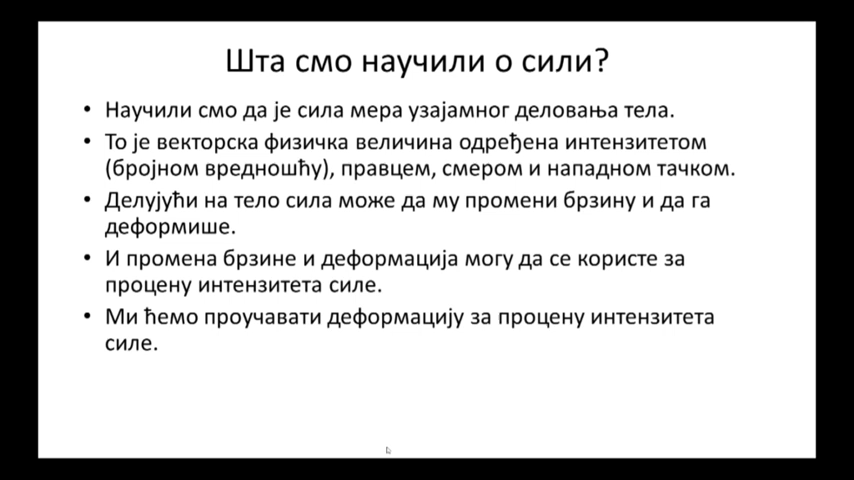 Шта смо научили о сили?
• Научили смо да је сила мера узајамног деловања тела.
• То је векторска физичка величина одређена интензитетом
(бројном вредношћу), правцем, смером и нападном тачком.
• Делујући на тело сила може да му промени брзину и да га
деформише.
• И промена брзине и деформација могу да се користе за
процену интензитета силе.
• Ми ћемо проучавати деформацију за процену интензитета
силе.